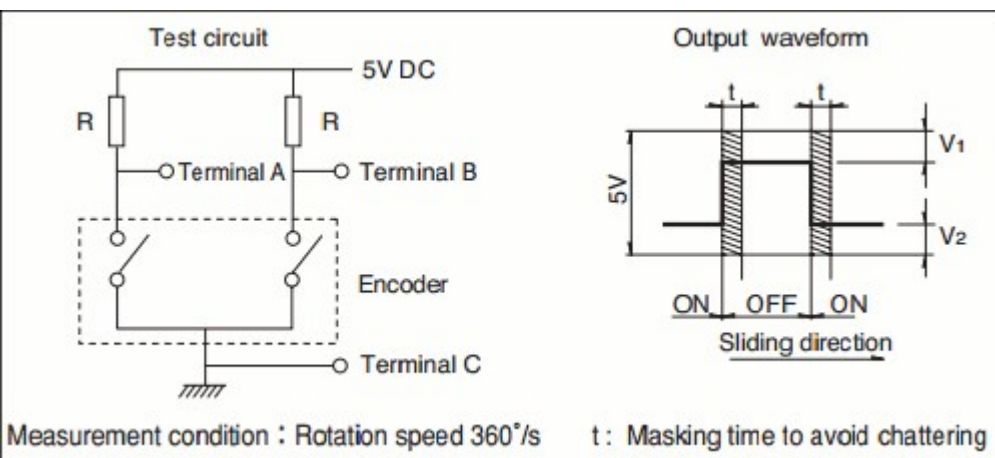 Test circuit
5V DC
R
R
Terminal A
Terminal B
Encoder
Terminal C
Output waveform
t
t
V1
5V
V2
ON OFF ON
Sliding direction
Measurement condition : Rotation speed 360°/s
t : Masking time to avoid chattering